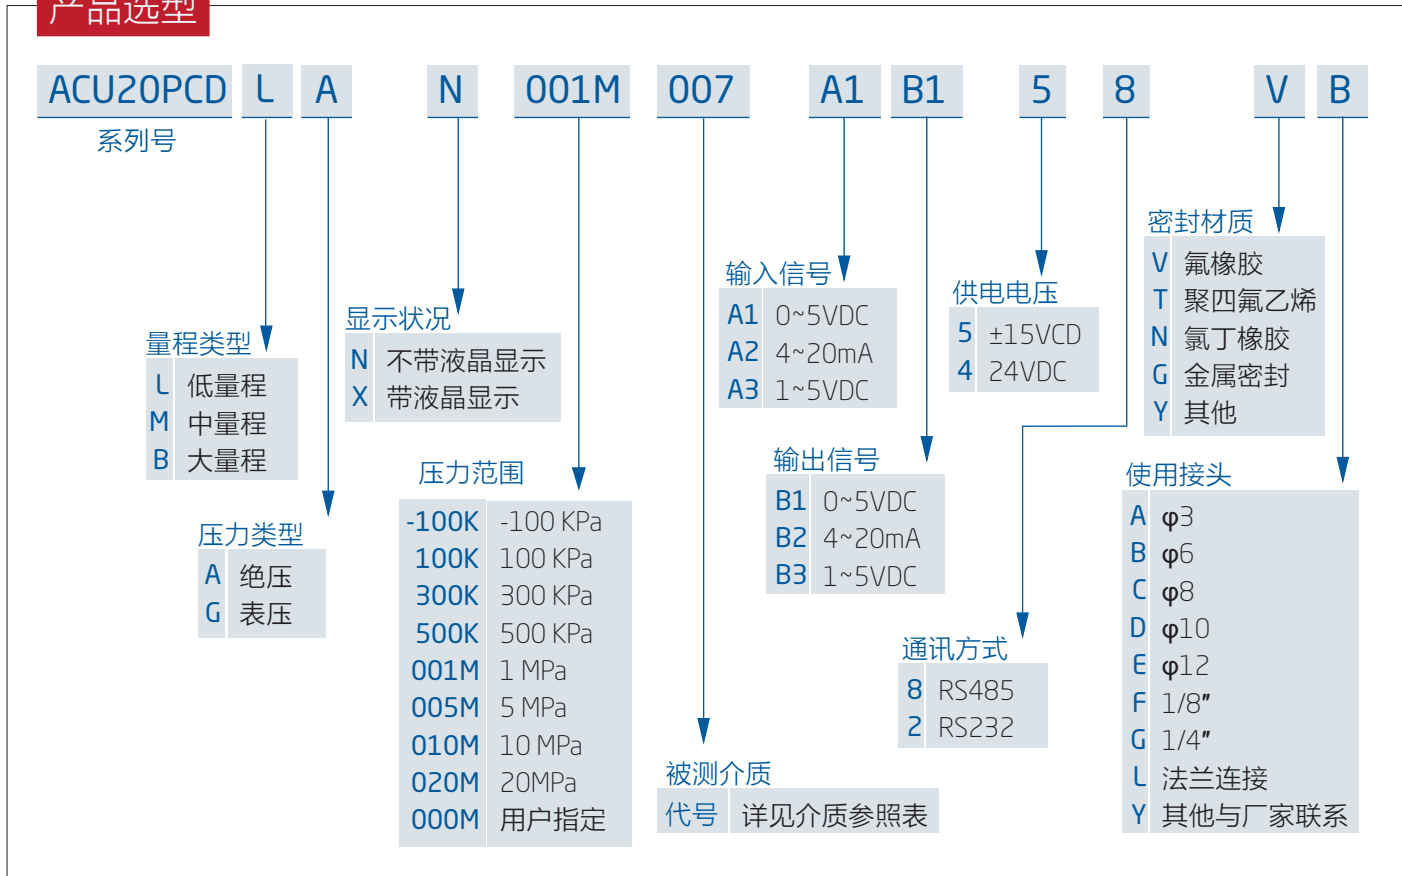 产品选型
ACU20PCD L A N 001M 007 A1 B1 5 8 V B
系列号
量程类型
L 低量程
M 中量程
B 大量程
压力类型
A 绝压
G 表压
显示状况
N 不带液晶显示
X 带液晶显示
压力范围
-100K -100 KPa
100K 100 KPa
300K 300 KPa
500K 500 KPa
001M 1 MPa
005M 5 MPa
010M 10 MPa
020M 20MPa
000M 用户指定
被测介质
代号 详见介质参照表
输入信号
A1 0~5VDC
A2 4~20mA
A3 1~5VDC
输出信号
B1 0~5VDC
B2 4~20mA
B3 1~5VDC
供电电压
5 ±15VCD
4 24VDC
通讯方式
8 RS485
2 RS232
密封材质
V 氟橡胶
T 聚四氟乙烯
N 氯丁橡胶
G 金属密封
Y 其他
使用接头
A φ3
B φ6
C φ8
D φ10
E φ12
F 1/8"
G 1/4"
L 法兰连接
Y 其他与厂家联系